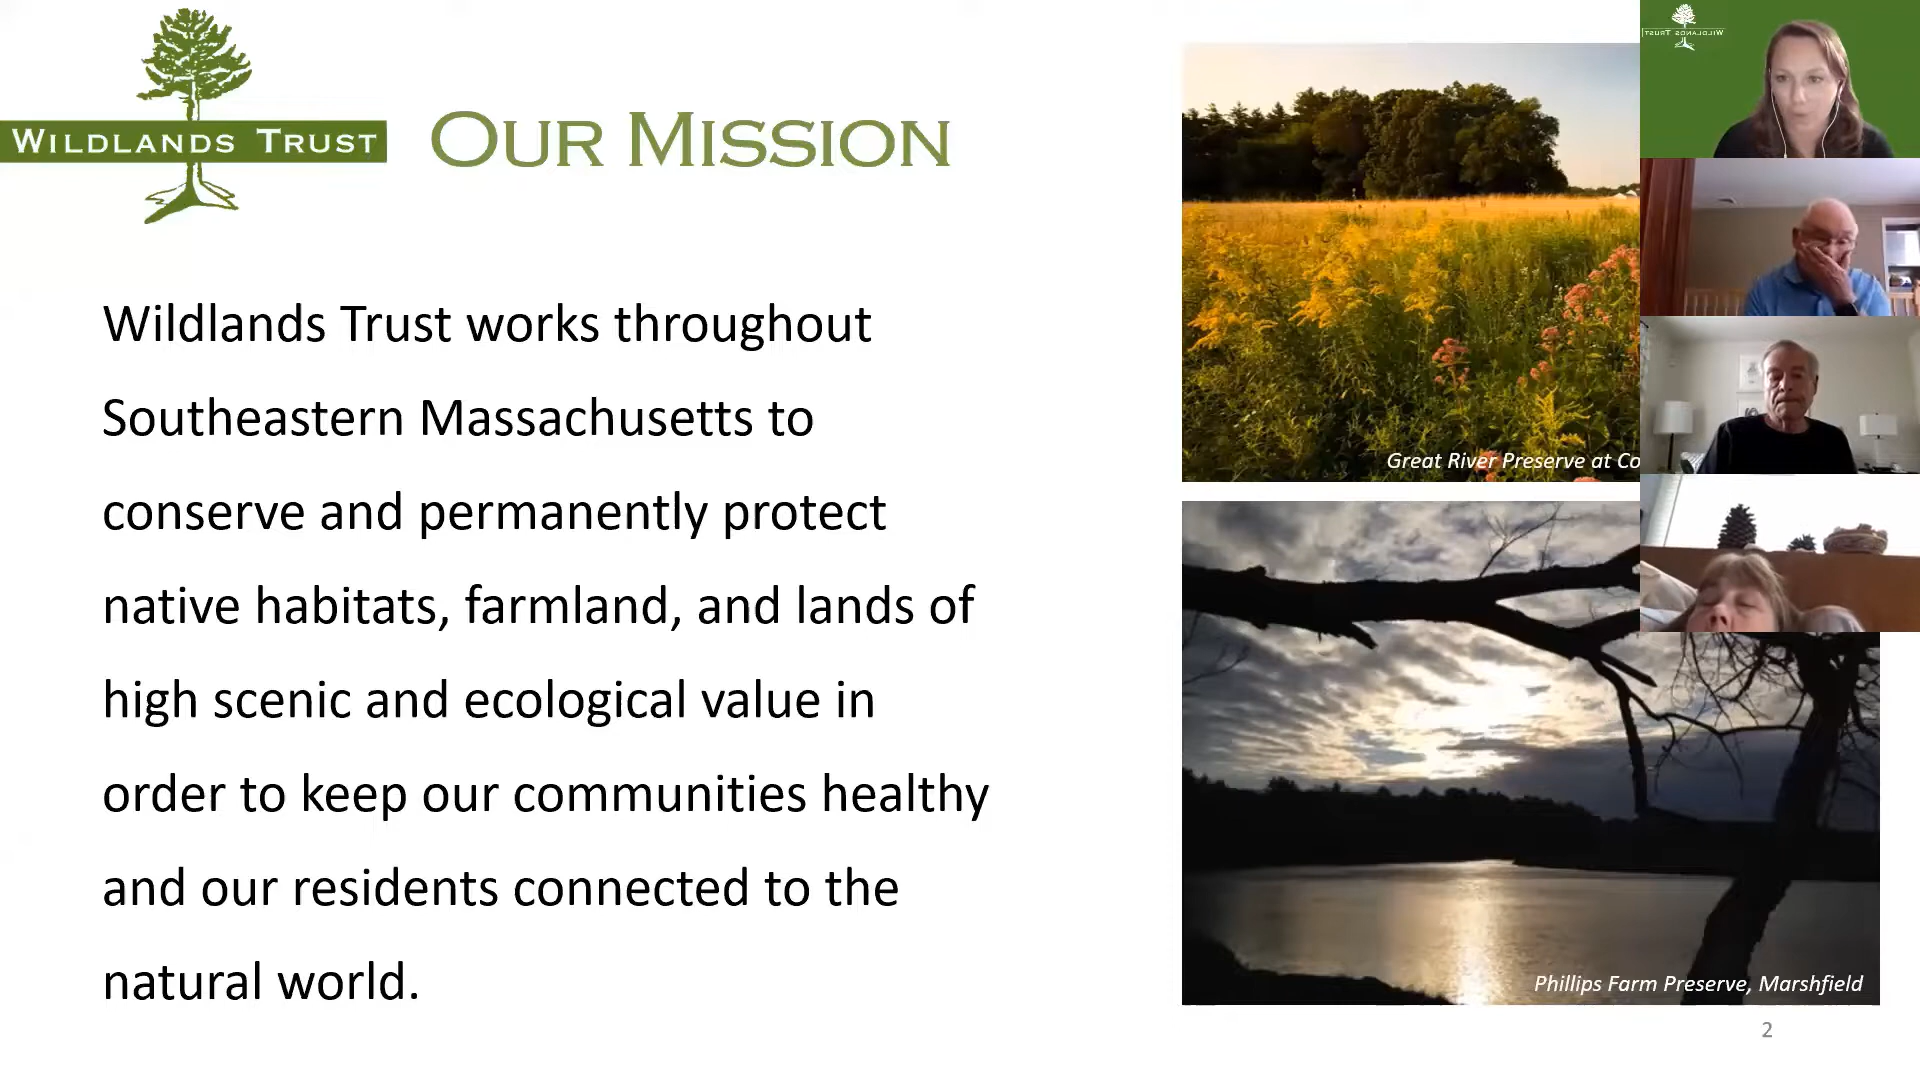 WILDLANDS TRUST
OUR MISSION
Wildlands Trust works throughout
Southeastern Massachusetts to
conserve and permanently protect
native habitats, farmland, and lands of
high scenic and ecological value in
order to keep our communities healthy
and our residents connected to the
natural world.
Great River Preserve at Co
Phillips Farm Preserve, Marshfield
2
WILDLANDS TRUST